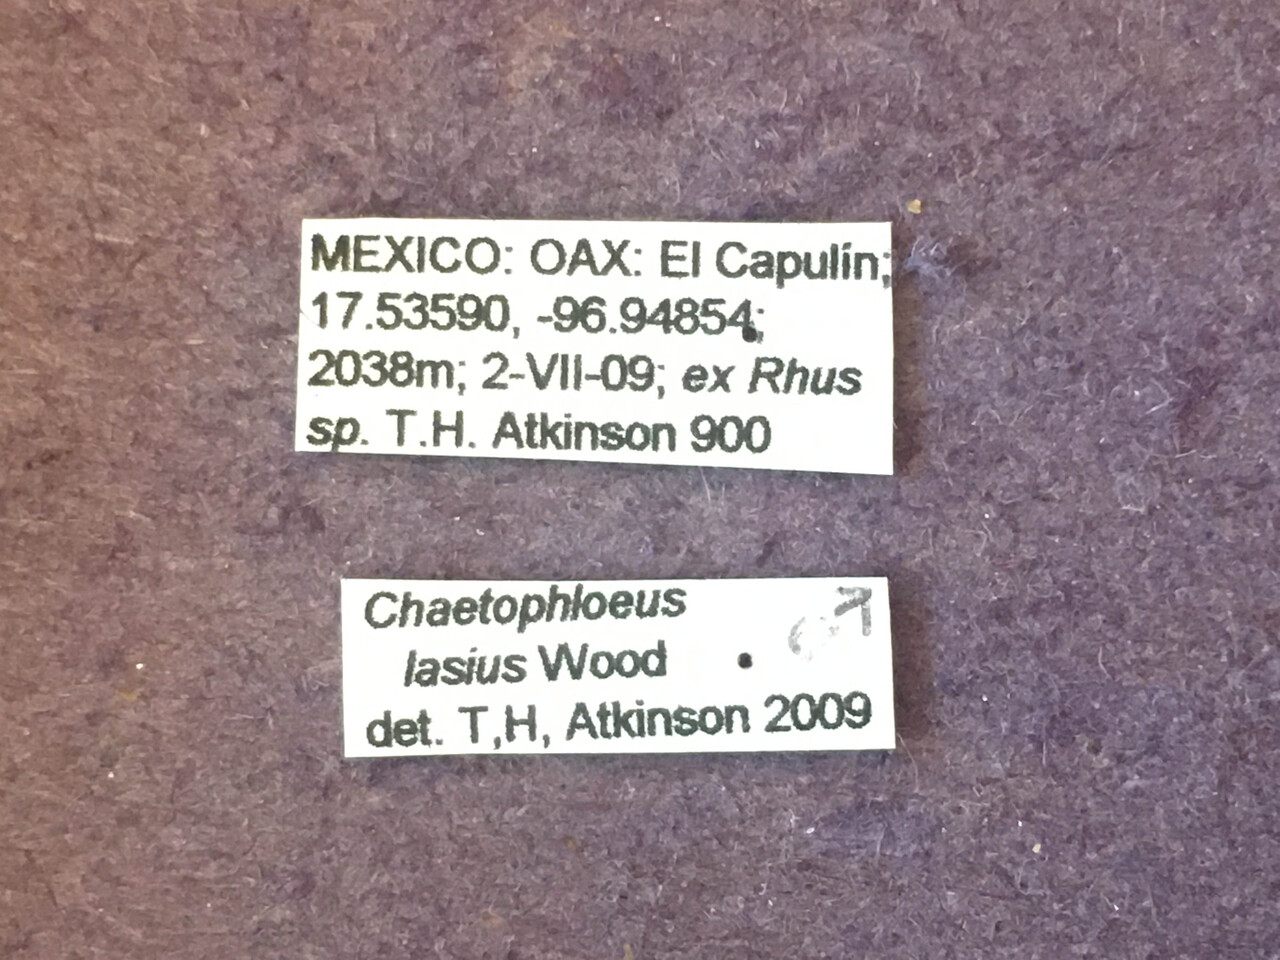 MEXICO: OAX: El Capulín;
17.53590, -96.94854;
2038m; 2-VII-09; ex Rhus
sp. T.H. Atkinson 900
Chaetophloeus ♂
lasius Wood
det. T,H, Atkinson 2009